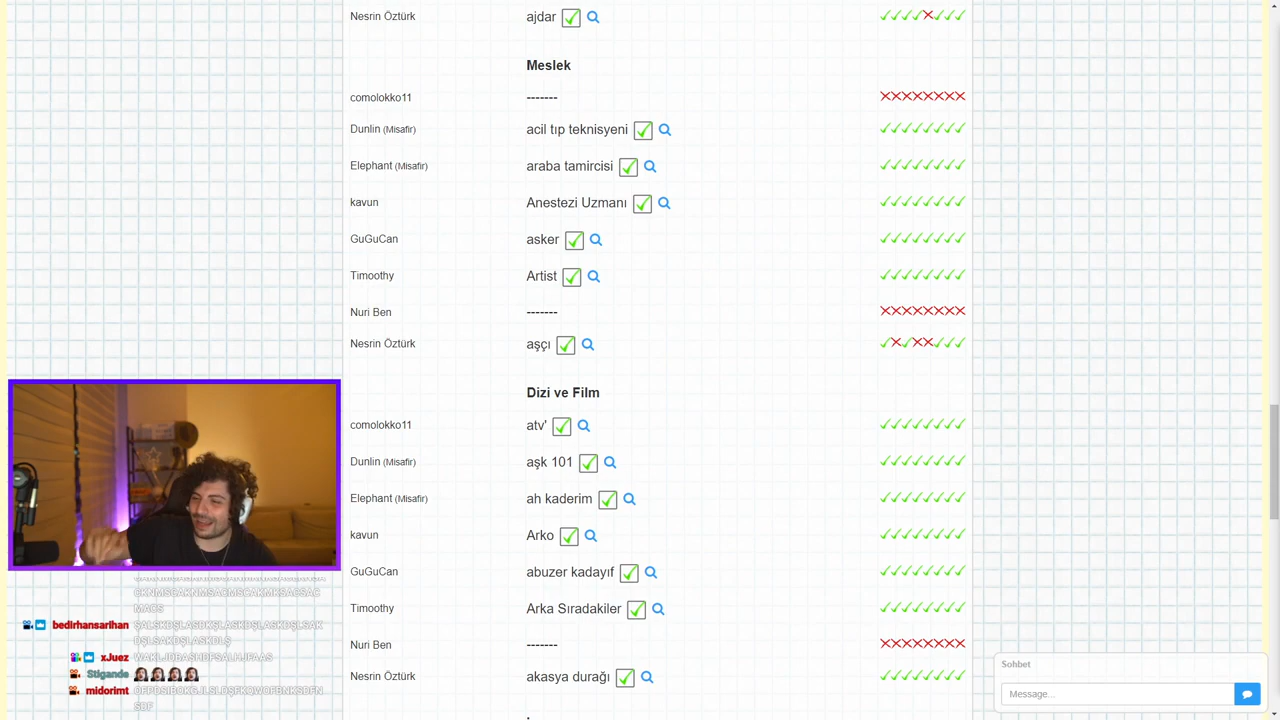 Nesrin Öztürk ajdar
Meslek
comolokko11 -------
Dunlin (Misafir) acil tıp teknisyeni
Elephant (Misafir) araba tamircisi
kavun Anestezi Uzmanı
GuGuCan asker
Timoothy Artist
Nuri Ben -------
Nesrin Öztürk aşçı
Dizi ve Film
comolokko11 atv'
Dunlin (Misafir) aşk 101
Elephant (Misafir) ah kaderim
kavun Arko
GuGuCan abuzer kadayıf
Timoothy Arka Sıradakiler
Nuri Ben -------
Nesrin Öztürk akasya durağı
MACS
bedirhansarihan
xJuez
Stigande
midorimt
SDF
Sohbet
Message...